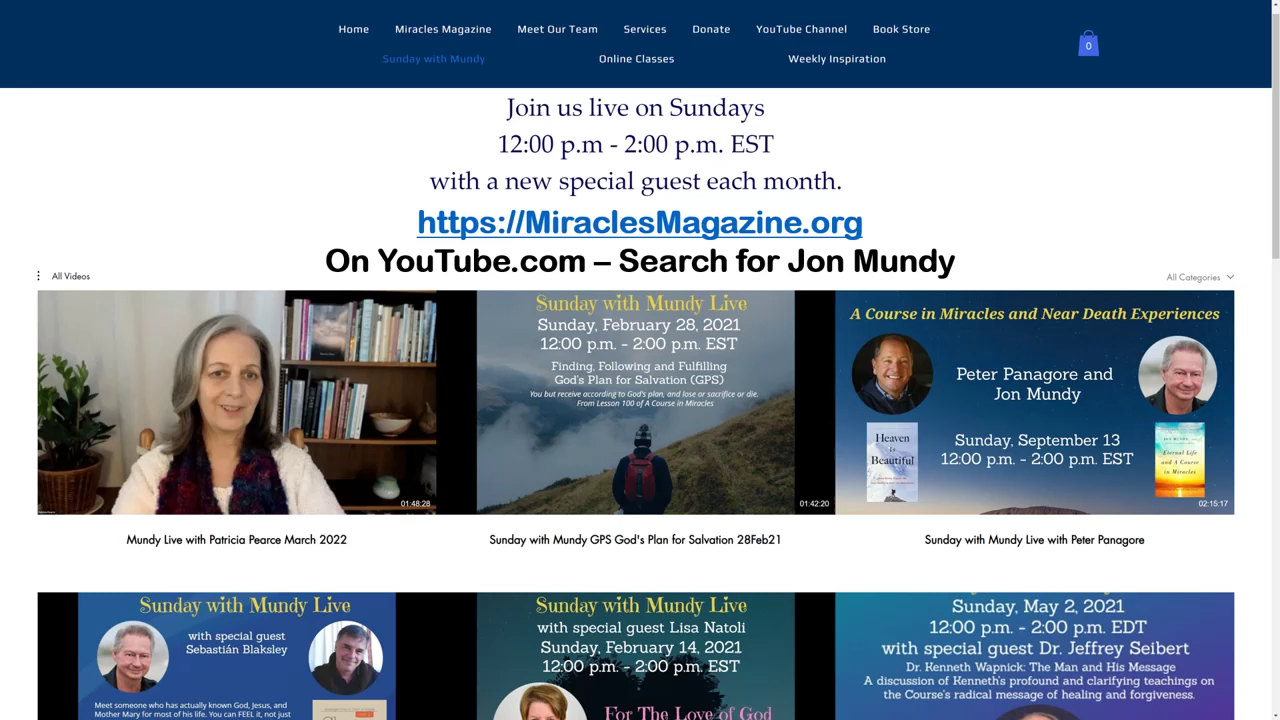 Home Miracles Magazine Meet Our Team Services Donate YouTube Channel Book Store
Sunday with Mundy Online Classes Weekly Inspiration
0
Join us live on Sundays
12:00 p.m - 2:00 p.m. EST
with a new special guest each month.
https://MiraclesMagazine.org
On YouTube.com – Search for Jon Mundy
All Videos
All Categories
01:48:28
Mundy Live with Patricia Pearce March 2022
Sunday with Mundy Live
Sunday, February 28, 2021
12:00 p.m. - 2:00 p.m. EST
Finding, Following and Fulfilling
God's Plan for Salvation (GPS)
You but receive according to God's plan, and lose or sacrifice or die.
From Lesson 100 of A Course in Miracles
01:42:20
Sunday with Mundy GPS God's Plan for Salvation 28Feb21
A Course in Miracles and Near Death Experiences
Peter Panagore and
Jon Mundy
Heaven
is
Beautiful
Sunday, September 13
12:00 p.m. - 2:00 p.m. EST
Eternal Life
and A Course
in Miracles
02:15:17
Sunday with Mundy Live with Peter Panagore
Sunday with Mundy Live
with special guest
Sebastián Blaksley
Meet someone who has actually known God, Jesus, and
Mother Mary for most of his life. You can FEEL it, not just
Sunday with Mundy Live
with special guest Lisa Natoli
Sunday, February 14, 2021
12:00 p.m. - 2:00 p.m. EST
For The Love of God
Sunday, May 2, 2021
12:00 p.m. - 2:00 p.m. EDT
with special guest Dr. Jeffrey Seibert
Dr. Kenneth Wapnick: The Man and His Message
A discussion of Kenneth's profound and clarifying teachings on
the Course's radical message of healing and forgiveness.